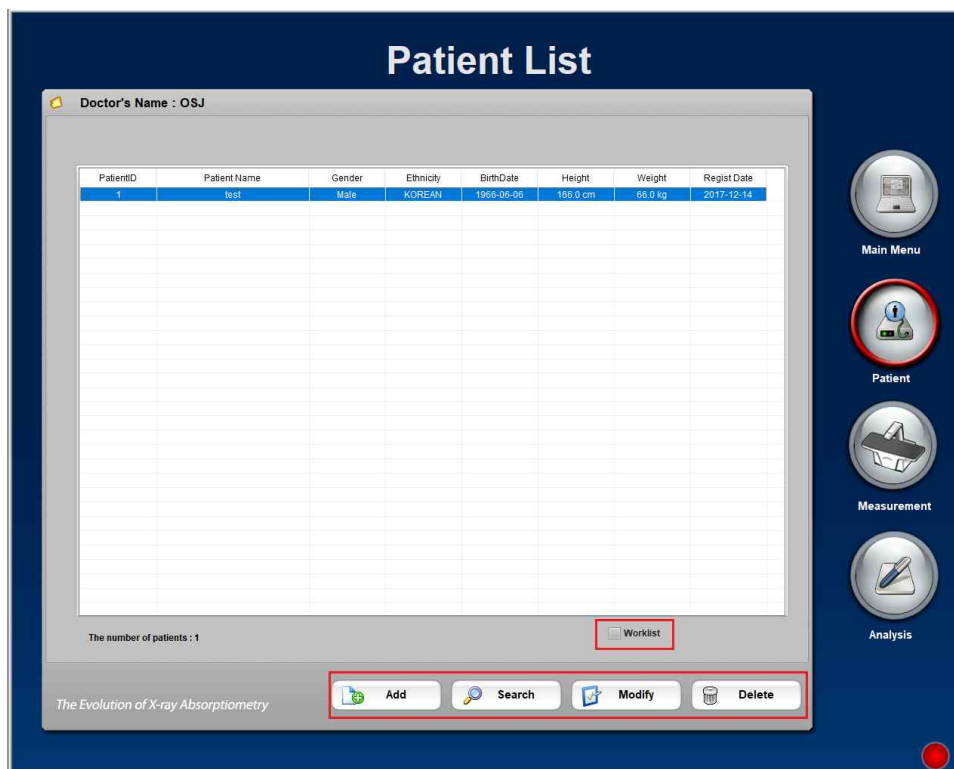 Patient List
Doctor's Name : OSJ
PatientID Patient Name Gender Ethnicity BirthDate Height Weight Regist Date
1 test Male KOREAN 1966-06-06 166.0 cm 66.0 kg 2017-12-14
Main Menu
Patient
Measurement
Analysis
The number of patients : 1
Worklist
The Evolution of X-ray Absorptiometry
Add Search Modify Delete